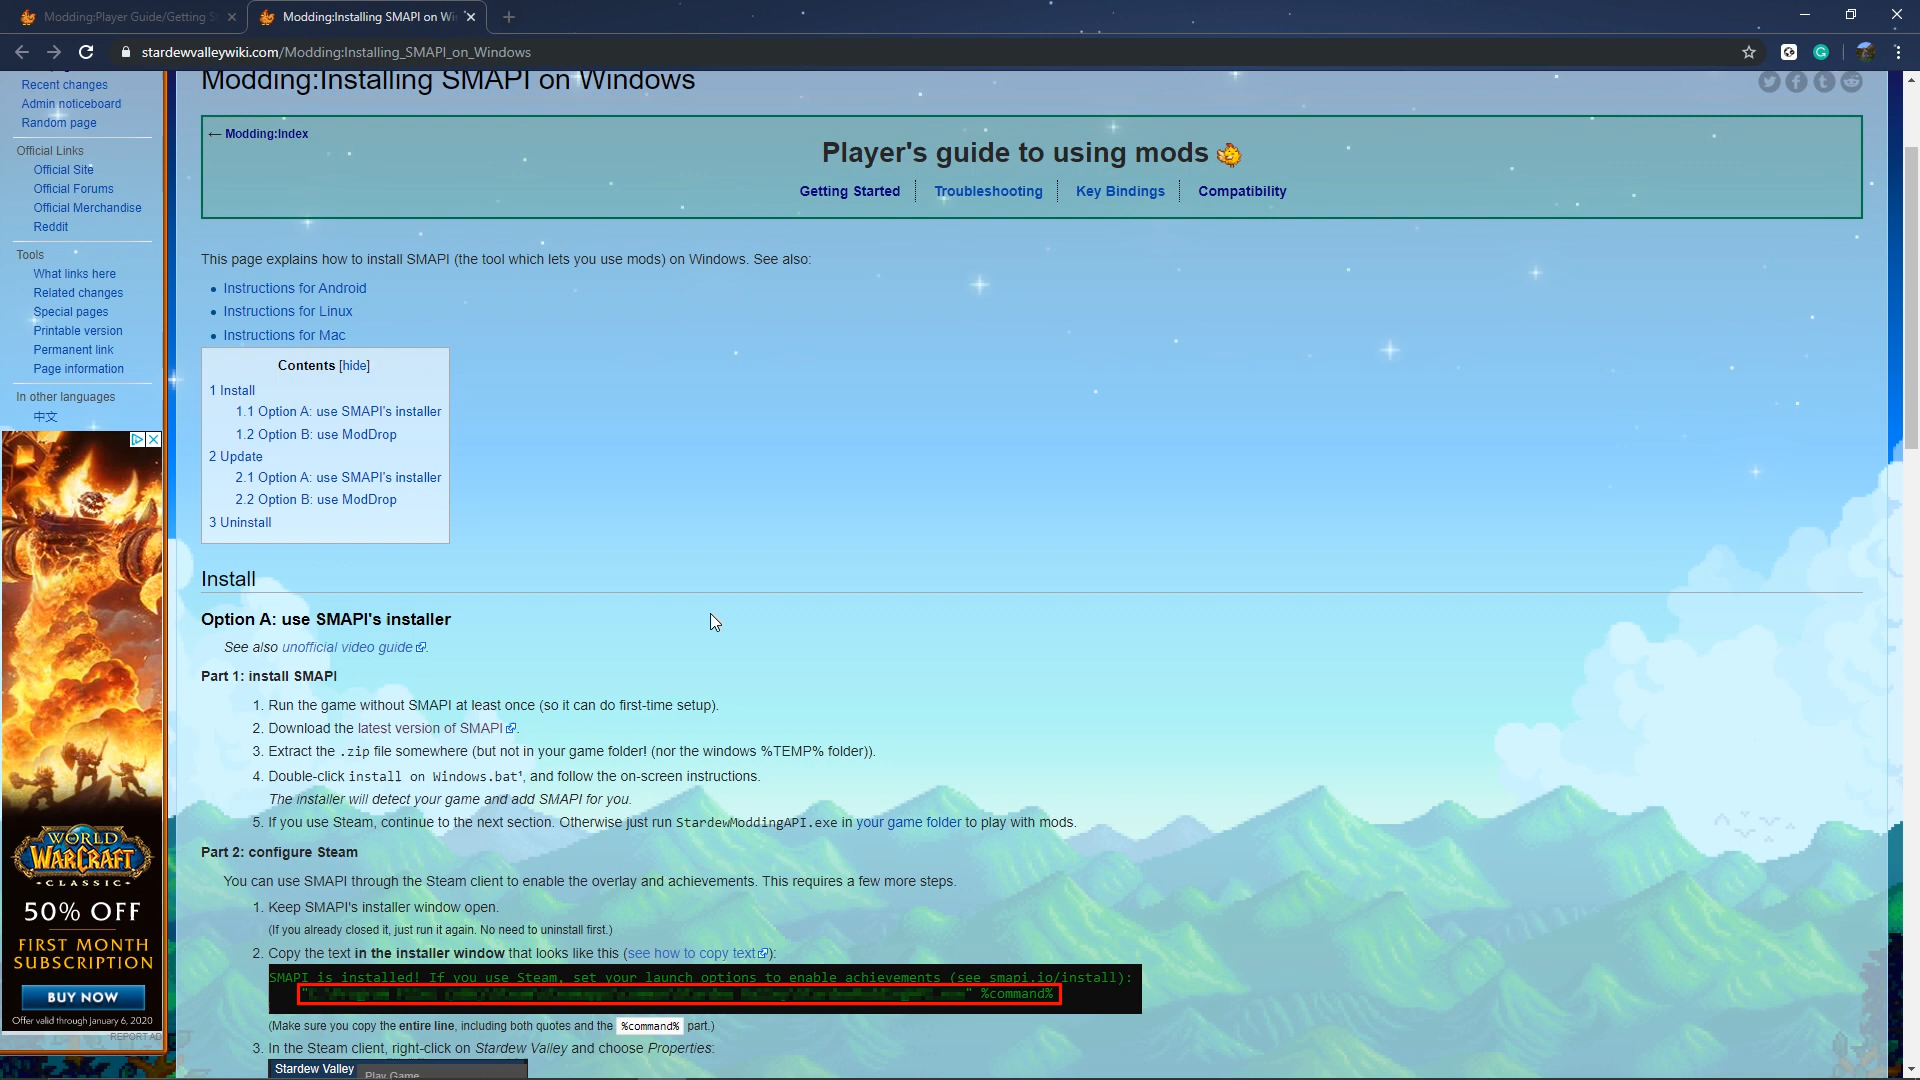 Modding:Player Guide/Getting S
Modding:Installing SMAPI on Wi
stardewvalleywiki.com/Modding:Installing_SMAPI_on_Windows
Recent changes
Admin noticeboard
Random page
Official Links
Official Site
Official Forums
Official Merchandise
Reddit
Tools
What links here
Related changes
Special pages
Printable version
Permanent link
Page information
In other languages
中文
WORLD
WARCRAFT
CLASSIC
50% OFF
FIRST MONTH
SUBSCRIPTION
BUY NOW
Offer valid through January 6, 2020
REPORT AD
Modding:Installing SMAPI on Windows
← Modding:Index
Player's guide to using mods
Getting Started Troubleshooting Key Bindings Compatibility
This page explains how to install SMAPI (the tool which lets you use mods) on Windows. See also:
• Instructions for Android
• Instructions for Linux
• Instructions for Mac
Contents [hide]
1 Install
1.1 Option A: use SMAPI's installer
1.2 Option B: use ModDrop
2 Update
2.1 Option A: use SMAPI's installer
2.2 Option B: use ModDrop
3 Uninstall
Install
Option A: use SMAPI's installer
See also unofficial video guide.
Part 1: install SMAPI
1. Run the game without SMAPI at least once (so it can do first-time setup).
2. Download the latest version of SMAPI.
3. Extract the .zip file somewhere (but not in your game folder! (nor the windows %TEMP% folder)).
4. Double-click install on Windows.bat¹, and follow the on-screen instructions.
The installer will detect your game and add SMAPI for you.
5. If you use Steam, continue to the next section. Otherwise just run StardewModdingAPI.exe in your game folder to play with mods.
Part 2: configure Steam
You can use SMAPI through the Steam client to enable the overlay and achievements. This requires a few more steps.
1. Keep SMAPI's installer window open.
(If you already closed it, just run it again. No need to uninstall first.)
2. Copy the text in the installer window that looks like this (see how to copy text):
SMAPI is installed! If you use Steam, set your launch options to enable achievements (see smapi.io/install):
" " %command%
(Make sure you copy the entire line, including both quotes and the %command% part.)
3. In the Steam client, right-click on Stardew Valley and choose Properties:
Stardew Valley
Play Game